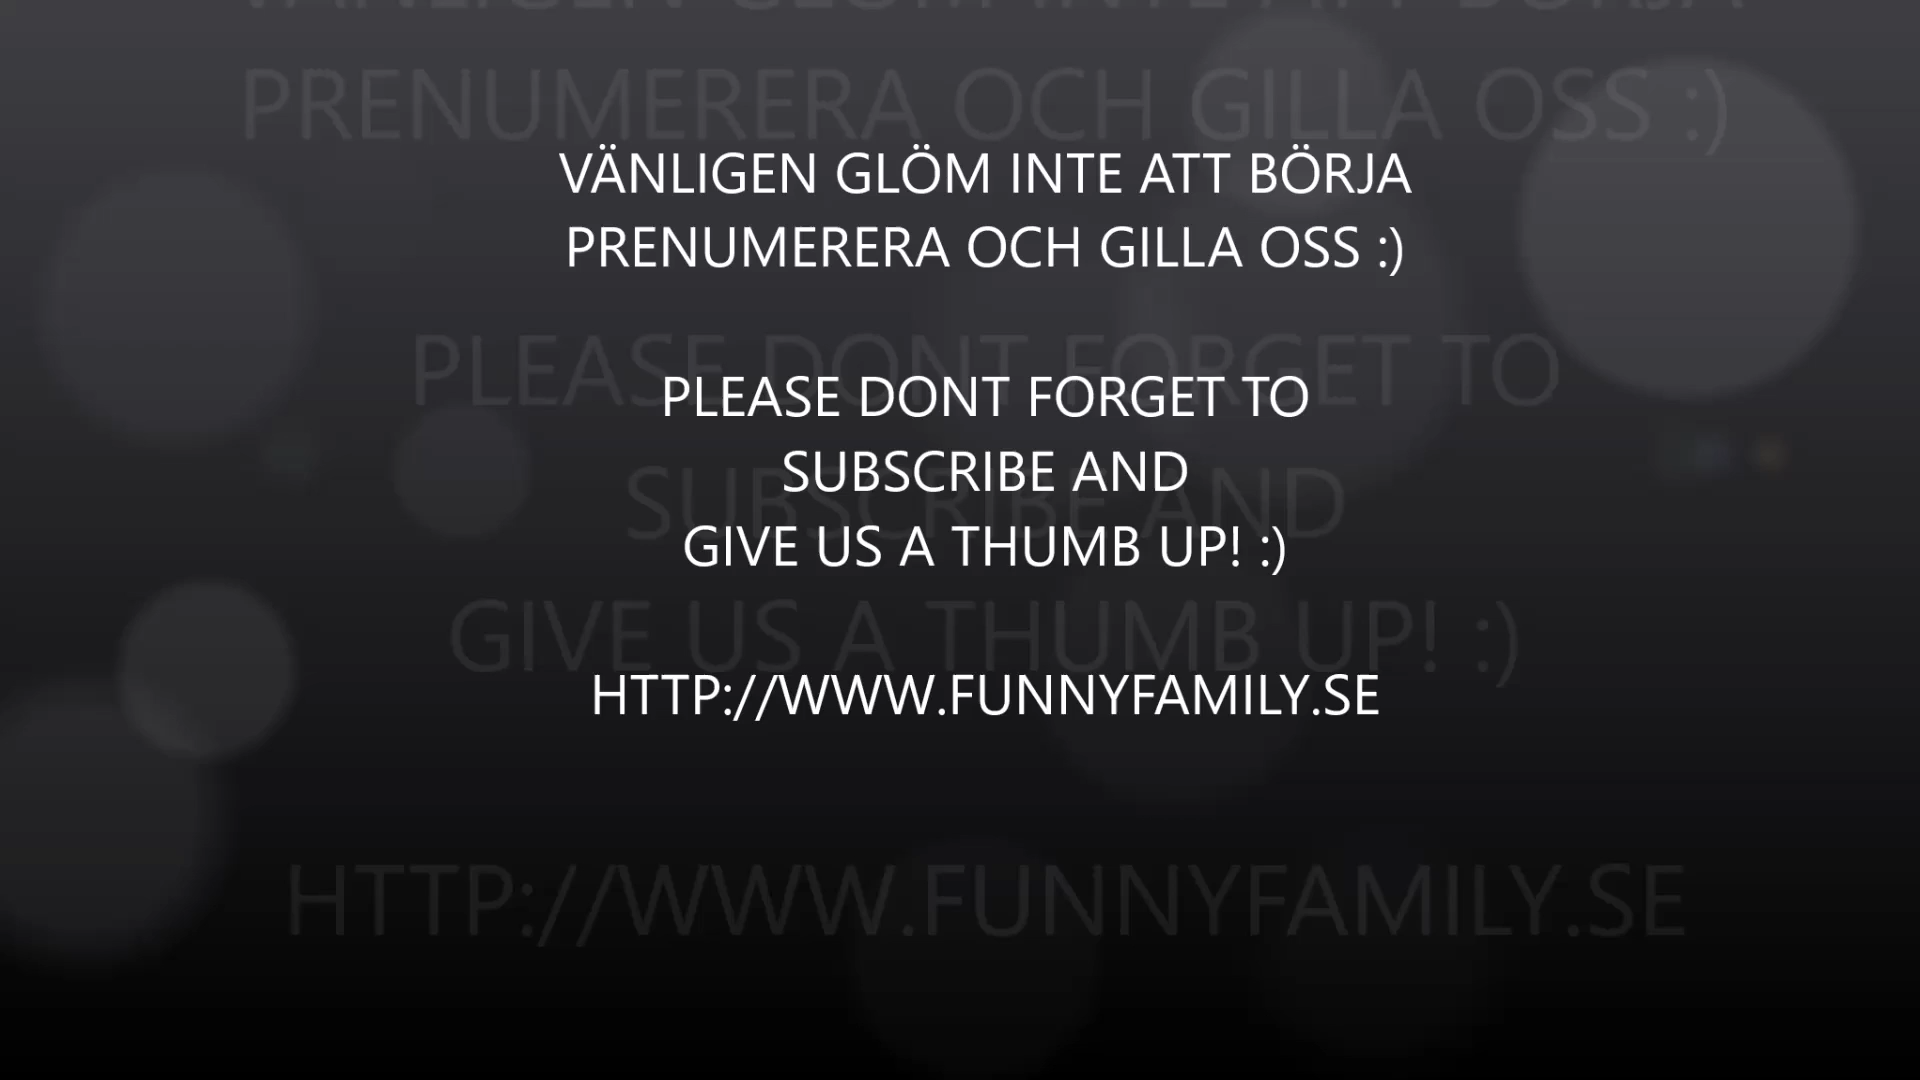 VÄNLIGEN GLÖM INTE ATT BÖRJA
PRENUMERERA OCH GILLA OSS :)
PLEASE DONT FORGET TO
SUBSCRIBE AND
GIVE US A THUMB UP! :)
HTTP://WWW.FUNNYFAMILY.SE